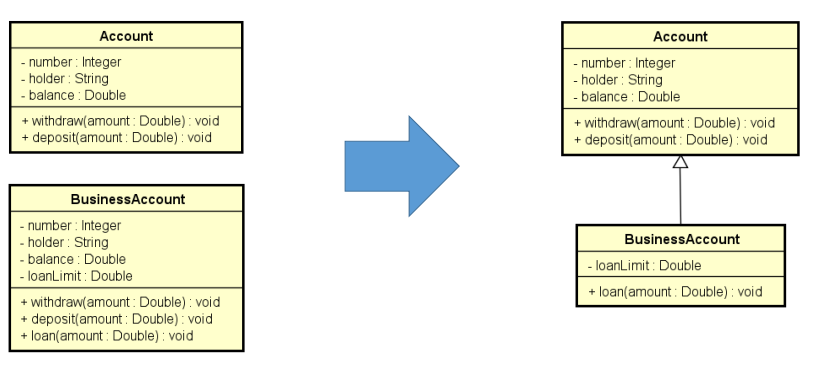 Account
- number : Integer
- holder : String
- balance : Double
+ withdraw(amount : Double) : void
+ deposit(amount : Double) : void
BusinessAccount
- number : Integer
- holder : String
- balance : Double
- loanLimit : Double
+ withdraw(amount : Double) : void
+ deposit(amount : Double) : void
+ loan(amount : Double) : void
Account
- number : Integer
- holder : String
- balance : Double
+ withdraw(amount : Double) : void
+ deposit(amount : Double) : void
BusinessAccount
- loanLimit : Double
+ loan(amount : Double) : void